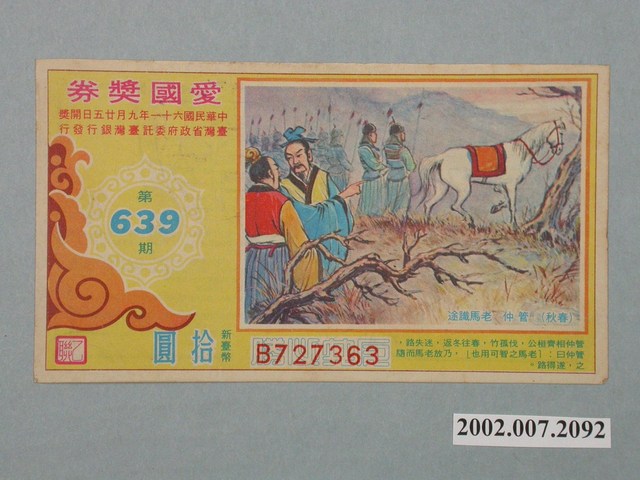 愛國獎券
中華民國六十一年九月廿五日開獎
臺灣省政府委託臺灣銀行發行
第
639
期
新臺幣
拾圓
B727363
(春秋) 管仲 老馬識途
管仲相齊桓公，伐孤竹，春往冬返，迷失路，
管仲曰：「老馬之智可用也」，乃放老馬而隨
之，遂得路。
2002.007.2092